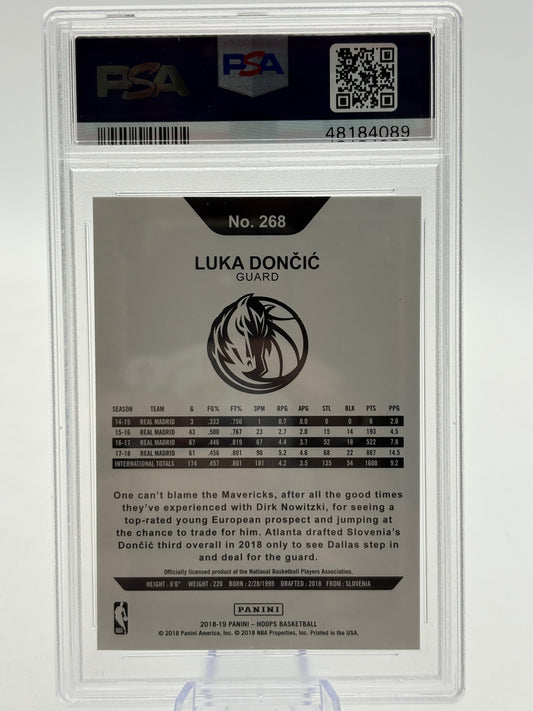 PSA
PSA
48184089
No. 268
LUKA DONČIĆ
GUARD
SEASON TEAM G FG% FT% 3PM RPG APG STL BLK PTS PPG
14-15 REAL MADRID 3 .333 .750 1 0.7 0.0 0 0 6 2.0
15-16 REAL MADRID 43 .500 .767 23 2.7 2.0 15 14 193 4.5
16-17 REAL MADRID 67 .446 .819 67 4.4 3.7 52 18 522 7.8
17-18 REAL MADRID 61 .456 .801 90 5.2 4.6 68 22 887 14.5
INTERNATIONAL TOTALS 174 .457 .801 181 4.2 3.5 135 54 1608 9.2
One can't blame the Mavericks, after all the good times
they've experienced with Dirk Nowitzki, for seeing a
top-rated young European prospect and jumping at
the chance to trade for him. Atlanta drafted Slovenia's
Dončić third overall in 2018 only to see Dallas step in
and deal for the guard.
Officially licensed product of the National Basketball Players Association.
HEIGHT: 6'6" WEIGHT: 220 BORN: 2/28/1999 DRAFTED: 2018 FROM: SLOVENIA
NBA
PANINI
2018-19 PANINI – HOOPS BASKETBALL
© 2018 Panini America, Inc. © 2018 NBA Properties, Inc. Printed in the USA.